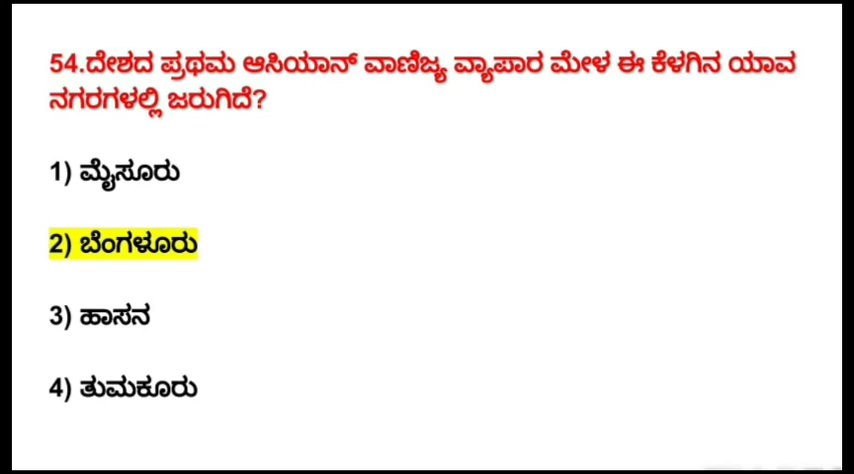 54.ದೇಶದ ಪ್ರಥಮ ಆಸಿಯಾನ್ ವಾಣಿಜ್ಯ ವ್ಯಾಪಾರ ಮೇಳ ಈ ಕೆಳಗಿನ ಯಾವ
ನಗರಗಳಲ್ಲಿ ಜರುಗಿದೆ?
1) ಮೈಸೂರು
2) ಬೆಂಗಳೂರು
3) ಹಾಸನ
4) ತುಮಕೂರು